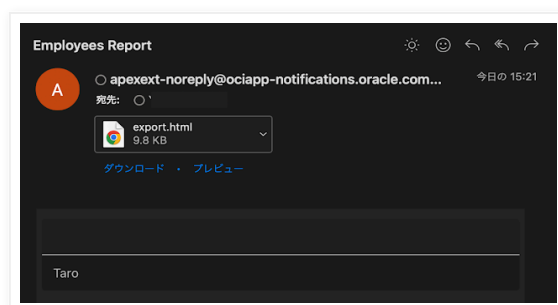 Employees Report
A
apexext-noreply@ociapp-notifications.oracle.com...
今日の 15:21
宛先:
export.html
9.8 KB
ダウンロード • プレビュー
Taro